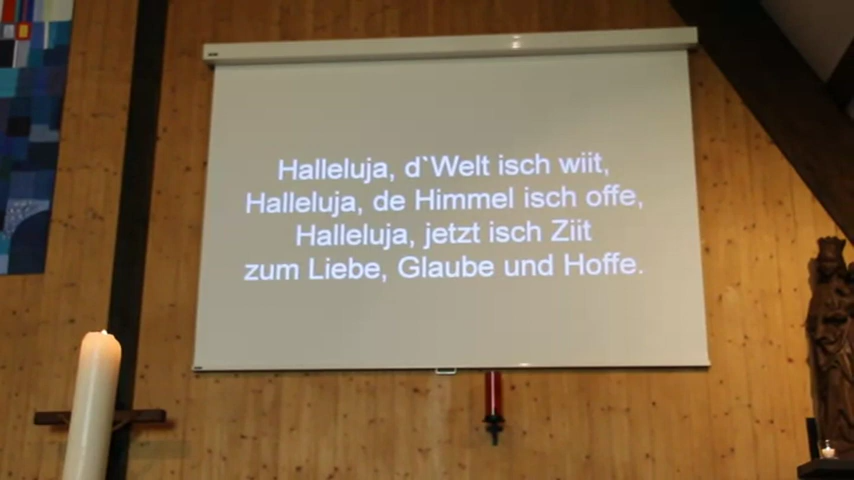 Halleluja, d`Welt isch wiit,
Halleluja, de Himmel isch offe,
Halleluja, jetzt isch Ziit
zum Liebe, Glaube und Hoffe.